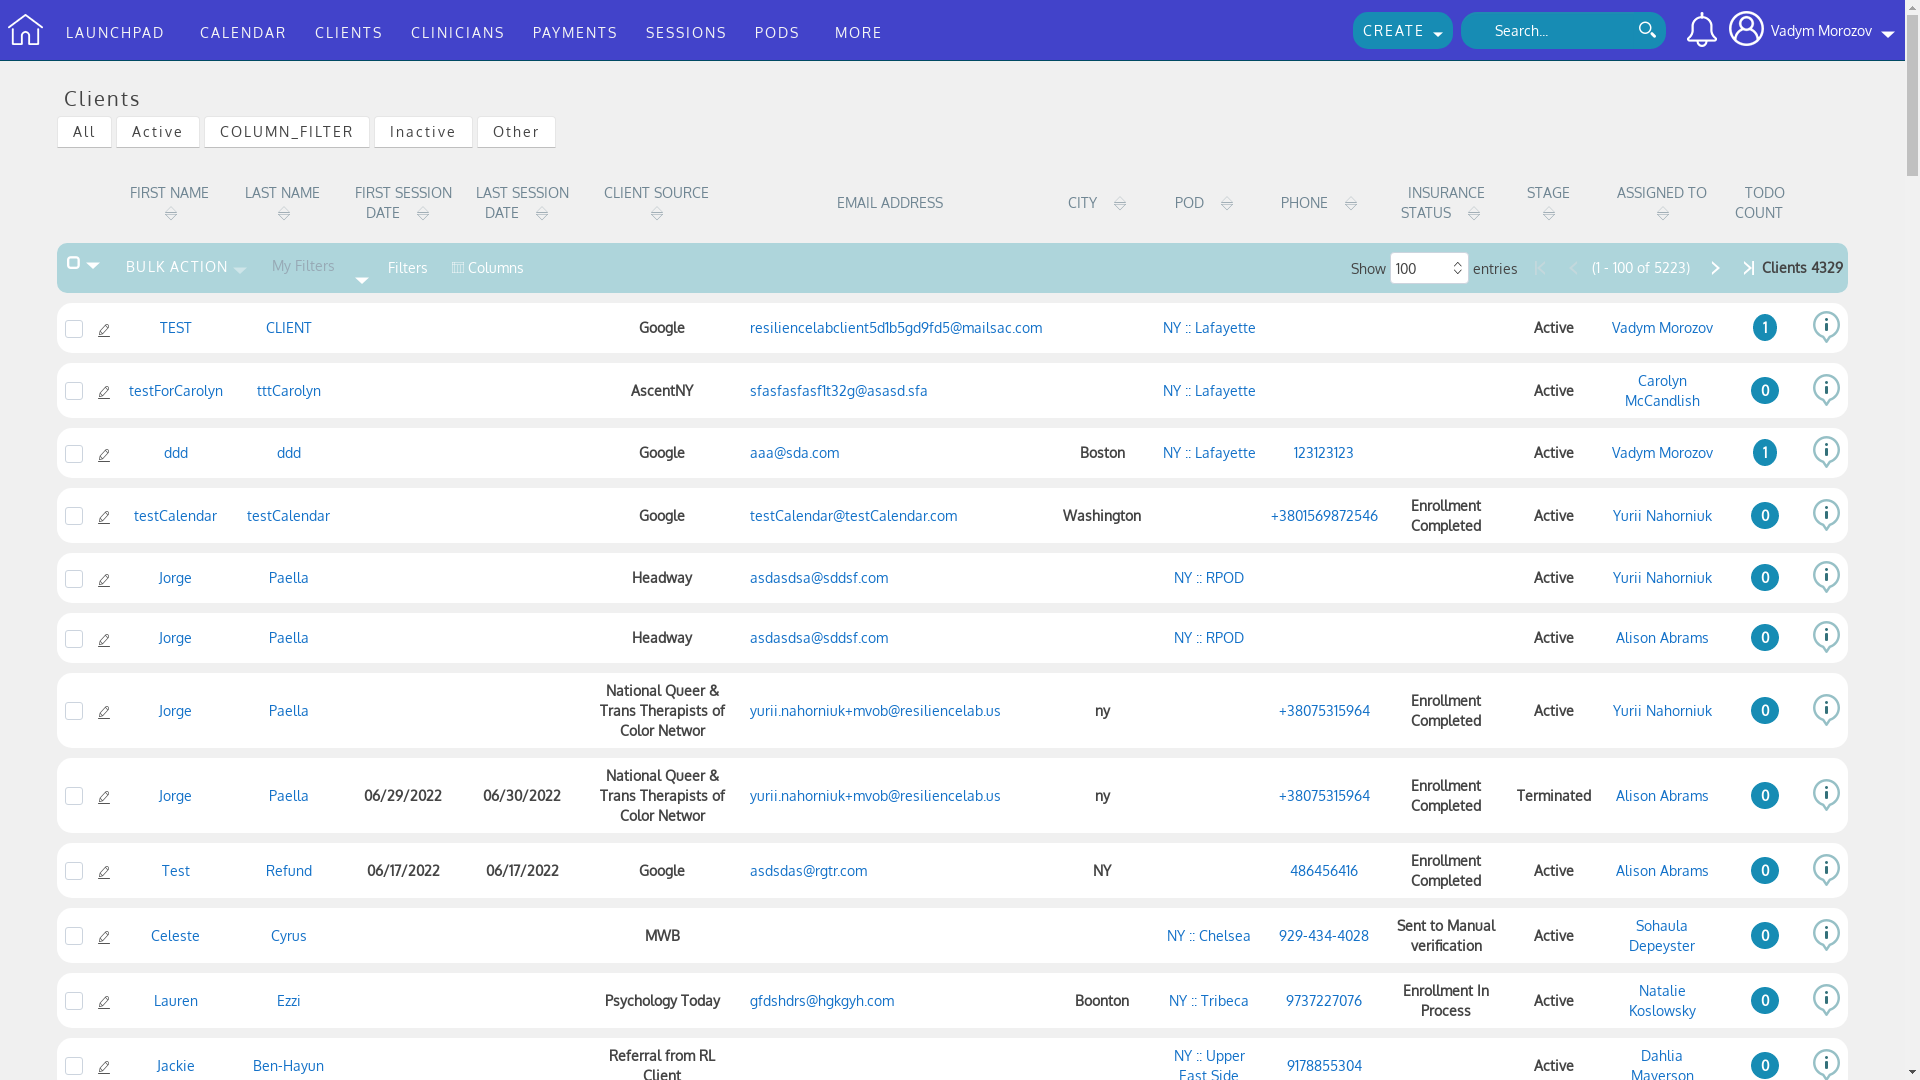 LAUNCHPAD CALENDAR CLIENTS CLINICIANS PAYMENTS SESSIONS PODS MORE CREATE Search... Vadym Morozov
Clients
All Active COLUMN_FILTER Inactive Other
FIRST NAME LAST NAME FIRST SESSION DATE LAST SESSION DATE CLIENT SOURCE EMAIL ADDRESS CITY POD PHONE INSURANCE STATUS STAGE ASSIGNED TO TODO COUNT
BULK ACTION My Filters Filters Columns Show 100 entries (1 - 100 of 5223) Clients 4329
TEST CLIENT Google resiliencelabclient5d1b5gd9fd5@mailsac.com NY :: Lafayette Active Vadym Morozov 1
testForCarolyn tttCarolyn AscentNY sfasfasfasf1t32g@asasd.sfa NY :: Lafayette Active Carolyn McCandlish 0
ddd ddd Google aaa@sda.com Boston NY :: Lafayette 123123123 Active Vadym Morozov 1
testCalendar testCalendar Google testCalendar@testCalendar.com Washington +3801569872546 Enrollment Completed Active Yurii Nahorniuk 0
Jorge Paella Headway asdasdsa@sddsf.com NY :: RPOD Active Yurii Nahorniuk 0
Jorge Paella Headway asdasdsa@sddsf.com NY :: RPOD Active Alison Abrams 0
Jorge Paella National Queer & Trans Therapists of Color Networ yurii.nahorniuk+mvob@resiliencelab.us ny +38075315964 Enrollment Completed Active Yurii Nahorniuk 0
Jorge Paella 06/29/2022 06/30/2022 National Queer & Trans Therapists of Color Networ yurii.nahorniuk+mvob@resiliencelab.us ny +38075315964 Enrollment Completed Terminated Alison Abrams 0
Test Refund 06/17/2022 06/17/2022 Google asdsdas@rgtr.com NY 486456416 Enrollment Completed Active Alison Abrams 0
Celeste Cyrus MWB NY :: Chelsea 929-434-4028 Sent to Manual verification Active Sohaula Depeyster 0
Lauren Ezzi Psychology Today gfdshdrs@hgkgyh.com Boonton NY :: Tribeca 9737227076 Enrollment In Process Active Natalie Koslowsky 0
Jackie Ben-Hayun Referral from RL Client NY :: Upper East Side 9178855304 Active Dahlia Mayerson 0